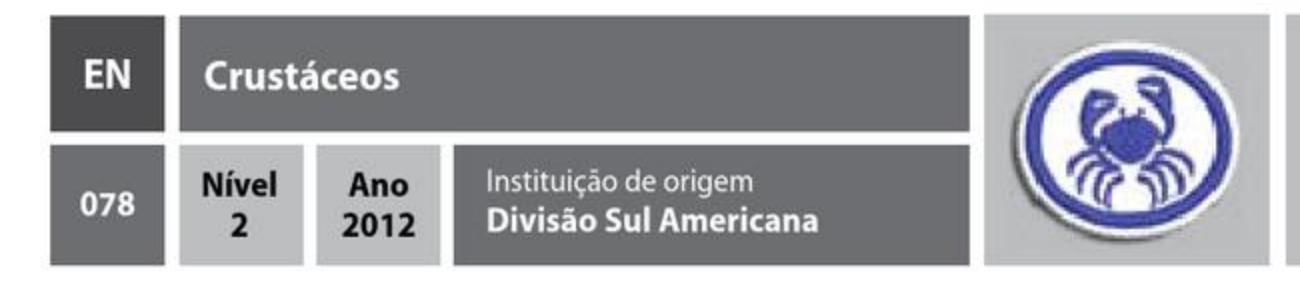 EN
Crustáceos
078
Nível
2
Ano
2012
Instituição de origem
Divisão Sul Americana